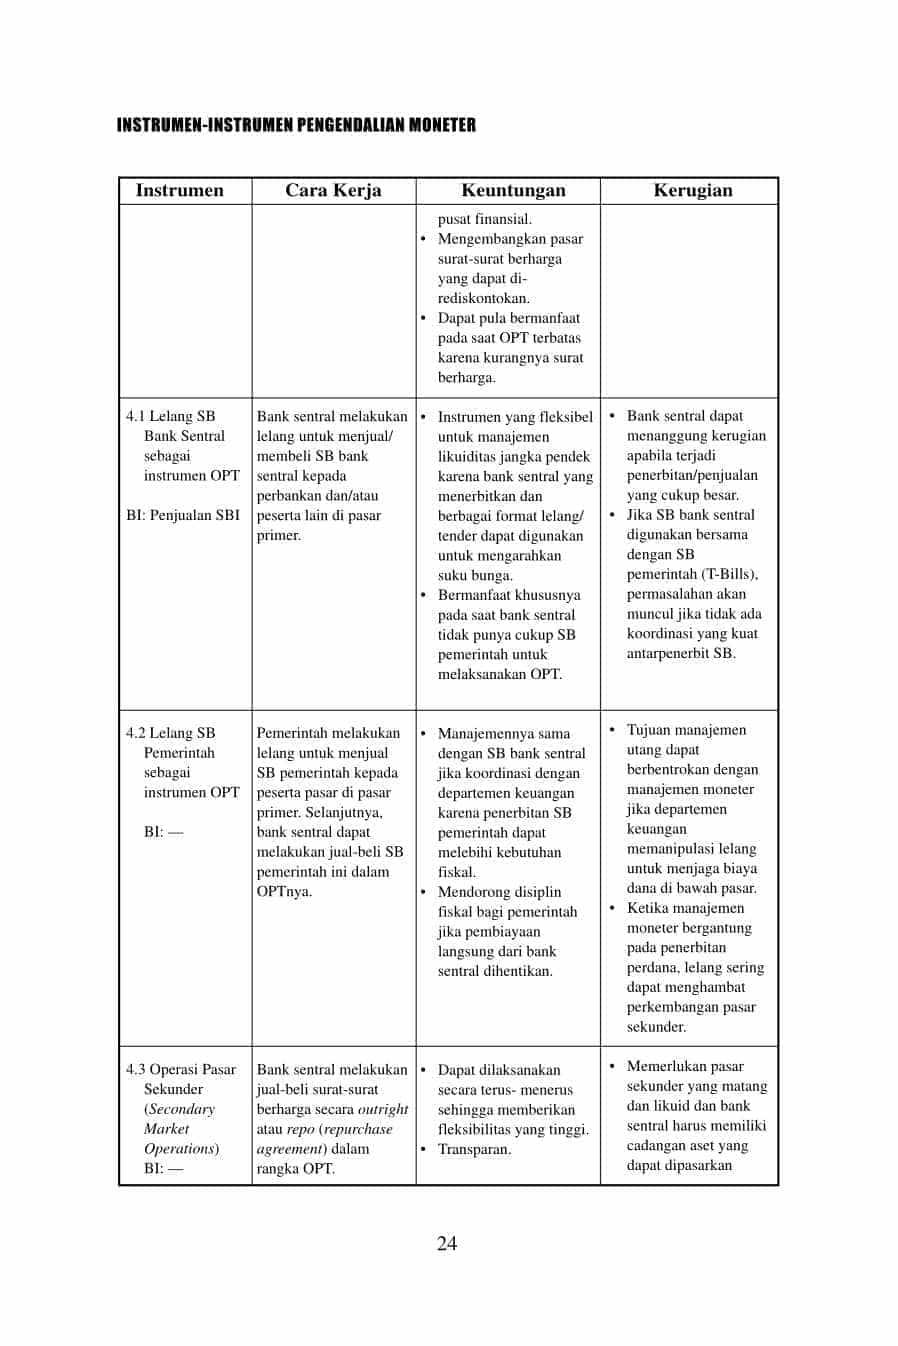 INSTRUMEN-INSTRUMEN PENGENDALIAN MONETER
Instrumen Cara Kerja Keuntungan Kerugian
pusat finansial.
• Mengembangkan pasar
surat-surat berharga
yang dapat di-
rediskontokan.
• Dapat pula bermanfaat
pada saat OPT terbatas
karena kurangnya surat
berharga.
4.1 Lelang SB
Bank Sentral
sebagai
instrumen OPT
BI: Penjualan SBI
Bank sentral melakukan
lelang untuk menjual/
membeli SB bank
sentral kepada
perbankan dan/atau
peserta lain di pasar
primer.
• Instrumen yang fleksibel
untuk manajemen
likuiditas jangka pendek
karena bank sentral yang
menerbitkan dan
berbagai format lelang/
tender dapat digunakan
untuk mengarahkan
suku bunga.
• Bermanfaat khususnya
pada saat bank sentral
tidak punya cukup SB
pemerintah untuk
melaksanakan OPT.
• Bank sentral dapat
menanggung kerugian
apabila terjadi
penerbitan/penjualan
yang cukup besar.
• Jika SB bank sentral
digunakan bersama
dengan SB
pemerintah (T-Bills),
permasalahan akan
muncul jika tidak ada
koordinasi yang kuat
antarpenerbit SB.
4.2 Lelang SB
Pemerintah
sebagai
instrumen OPT
BI: —
Pemerintah melakukan
lelang untuk menjual
SB pemerintah kepada
peserta pasar di pasar
primer. Selanjutnya,
bank sentral dapat
melakukan jual-beli SB
pemerintah ini dalam
OPTnya.
• Manajemennya sama
dengan SB bank sentral
jika koordinasi dengan
departemen keuangan
karena penerbitan SB
pemerintah dapat
melebihi kebutuhan
fiskal.
• Mendorong disiplin
fiskal bagi pemerintah
jika pembiayaan
langsung dari bank
sentral dihentikan.
• Tujuan manajemen
utang dapat
berbentrokan dengan
manajemen moneter
jika departemen
keuangan
memanipulasi lelang
untuk menjaga biaya
dana di bawah pasar.
• Ketika manajemen
moneter bergantung
pada penerbitan
perdana, lelang sering
dapat menghambat
perkembangan pasar
sekunder.
4.3 Operasi Pasar
Sekunder
(Secondary
Market
Operations)
BI: —
Bank sentral melakukan
jual-beli surat-surat
berharga secara outright
atau repo (repurchase
agreement) dalam
rangka OPT.
• Dapat dilaksanakan
secara terus- menerus
sehingga memberikan
fleksibilitas yang tinggi.
• Transparan.
• Memerlukan pasar
sekunder yang matang
dan likuid dan bank
sentral harus memiliki
cadangan aset yang
dapat dipasarkan
24